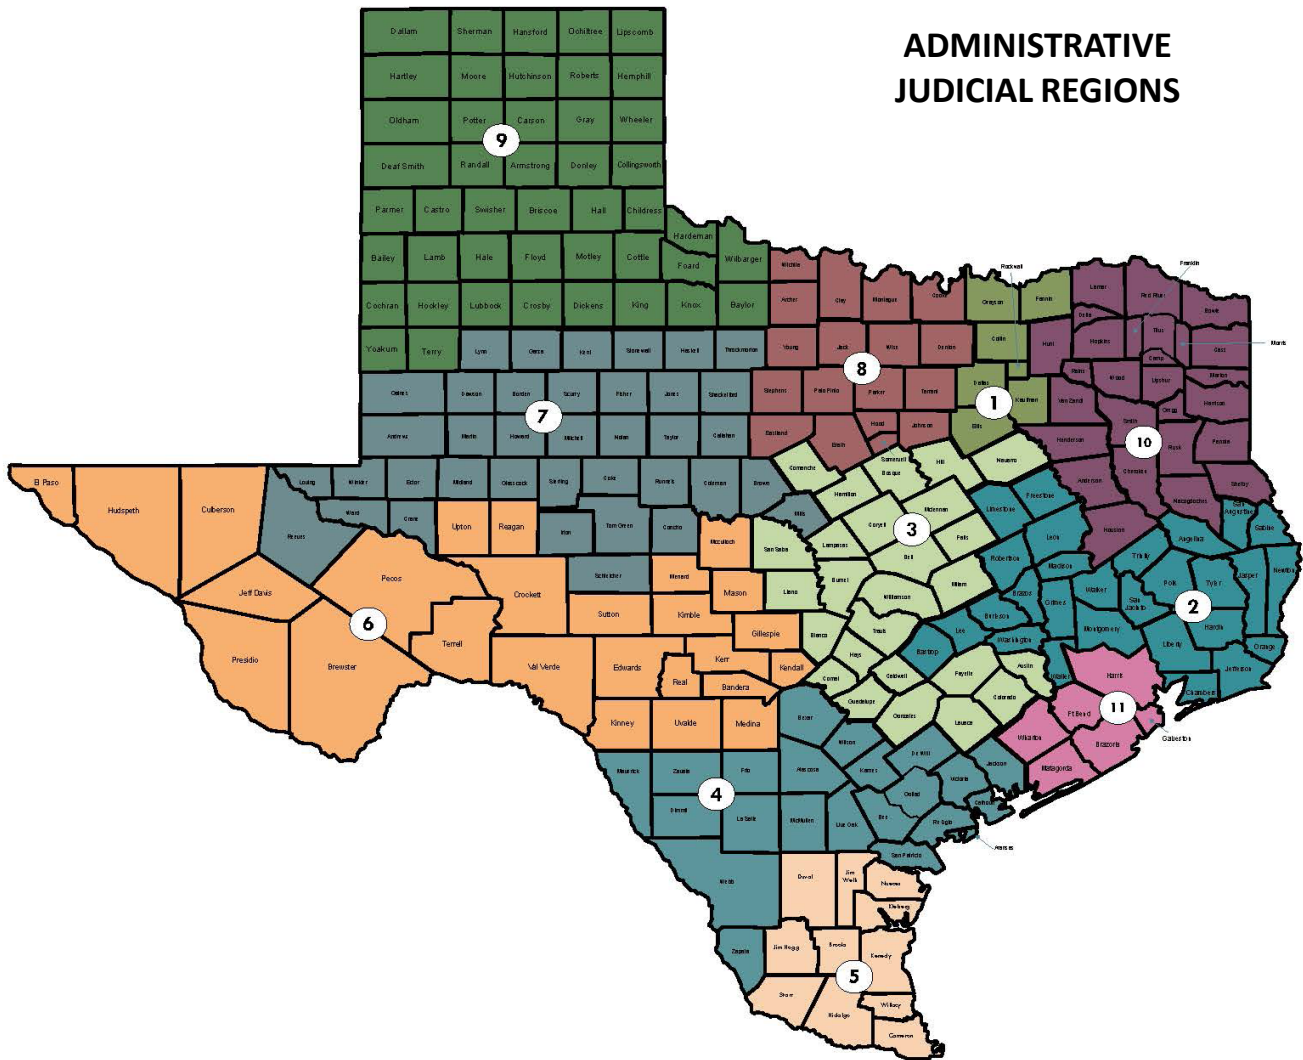 ADMINISTRATIVE
JUDICIAL REGIONS
Dallam Sherman Hansford Ochiltree Lipscomb
Hartley Moore Hutchinson Roberts Hemphill
Oldham Potter Carson Gray Wheeler
9
Deaf Smith Randall Armstrong Donley Collingsworth
Parmer Castro Swisher Briscoe Hall Childress
Hardeman
Bailey Lamb Hale Floyd Motley Cottle Foard Wilbarger
Cochran Hockley Lubbock Crosby Dickens King Knox Baylor
Yoakum Terry Lynn Garza Kent Stonewall Haskell Throckmorton
Gaines Dawson Borden Scurry Fisher Jones Shackelford
7
Andrews Martin Howard Mitchell Nolan Taylor Callahan
Loving Winkler Ector Midland Glasscock Sterling Coke Runnels Coleman Brown
Reeves Ward Crane Irion Tom Green Concho Mills
Schleicher
Wichita Clay Montague Cooke
Archer
Young Jack Wise Denton
8
Stephens Palo Pinto Parker Tarrant
Eastland Erath Hood Johnson
Rockwall
Grayson Fannin
Collin
Dallas Kaufman
1
Ellis
Franklin
Lamar Red River Bowie
Delta Titus Morris
Hunt Hopkins Cass
Camp
Rains Wood Upshur Marion
Van Zandt Gregg Harrison
Smith
10
Henderson Rusk Panola
Cherokee
Anderson Shelby
Nacogdoches
Houston
Comanche Somervell Bosque Hill Navarro
Hamilton McLennan
Coryell
3
Falls
San Saba Lampasas Bell
Llano Burnet Milam
Williamson
Blanco Travis
Hays
Comal Caldwell Fayette Austin
Guadalupe Colorado
Gonzales Lavaca
Limestone Freestone
Leon
Robertson
Madison
Brazos
Burleson Grimes Walker
Lee
Washington
Bastrop
Trinity Angelina San Augustine Sabine
Polk Tyler Jasper Newton
2
San Jacinto
Montgomery Hardin
Liberty Orange
Jefferson
Waller
Chambers
Harris
Ft Bend
11
Wharton Galveston
Brazoria
Matagorda
El Paso Hudspeth Culberson
Upton Reagan McCulloch
Jeff Davis Pecos Crockett Menard Mason
6
Sutton Kimble Gillespie
Presidio Brewster Terrell Val Verde Edwards Kerr Kendall
Real Bandera
Kinney Uvalde Medina
Bexar
Wilson
Maverick Zavala Frio Atascosa Karnes De Witt Jackson
4
Victoria
Goliad
Dimmit La Salle McMullen Live Oak Bee Calhoun
Refugio
Aransas
San Patricio
Webb
Zapata
Duval Jim Wells Nueces
Kleberg
Jim Hogg Brooks Kenedy
5
Starr Hidalgo Willacy
Cameron